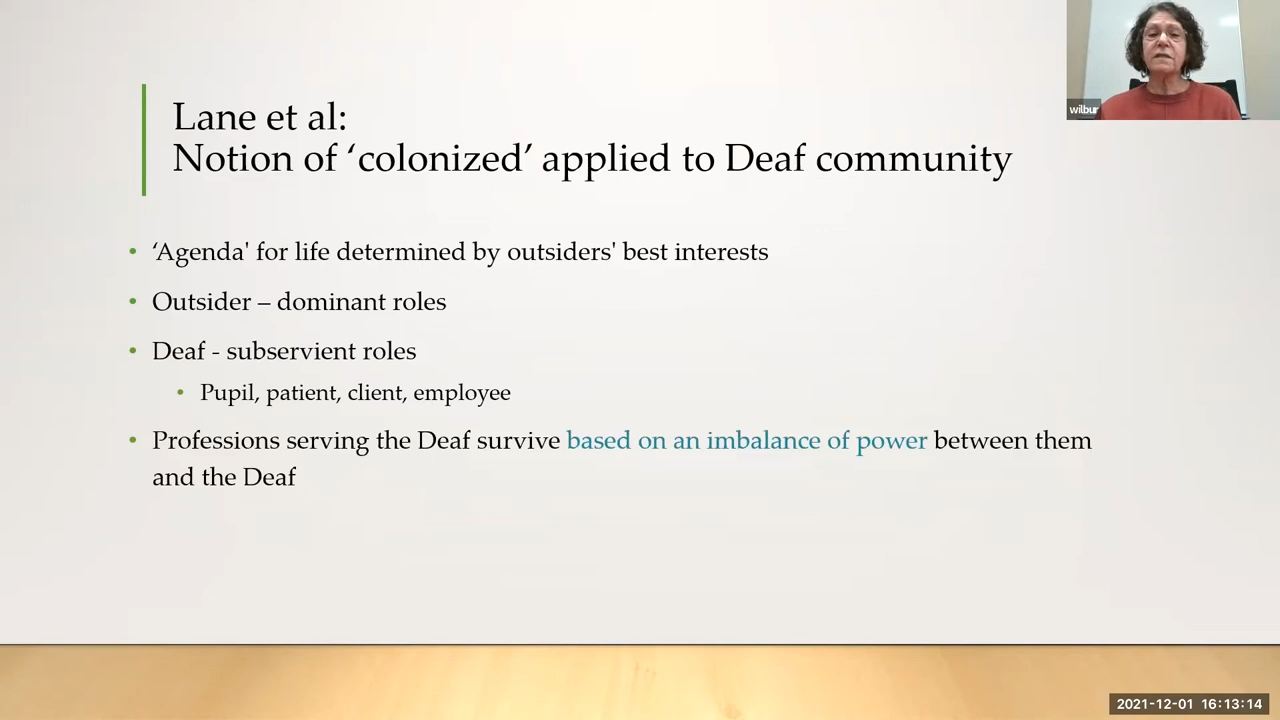 Lane et al:
Notion of ‘colonized’ applied to Deaf community
wilbur
• ‘Agenda' for life determined by outsiders' best interests
• Outsider – dominant roles
• Deaf - subservient roles
• Pupil, patient, client, employee
• Professions serving the Deaf survive based on an imbalance of power between them
and the Deaf
2021-12-01 16:13:14